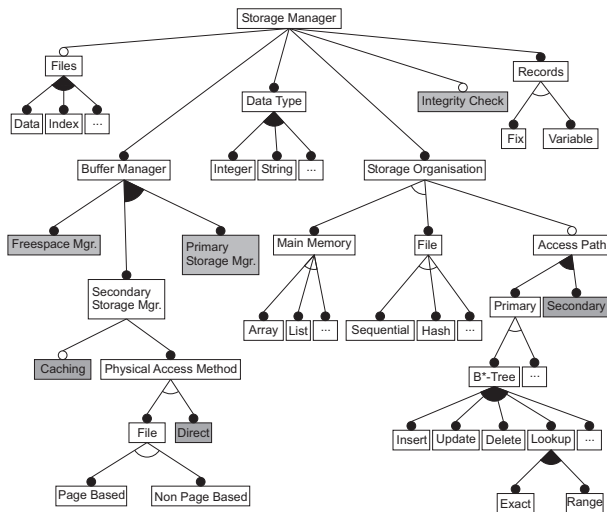 Storage Manager
Files
Records
Data Type
Integrity Check
Data
Index
...
Fix
Variable
Buffer Manager
Integer
String
...
Storage Organisation
Freespace Mgr.
Primary
Storage Mgr.
Main Memory
File
Access Path
Secondary
Storage Mgr.
Array
List
...
Sequential
Hash
...
Primary
Secondary
Caching
Physical Access Method
B*-Tree
...
File
Direct
Insert
Update
Delete
Lookup
...
Page Based
Non Page Based
Exact
Range